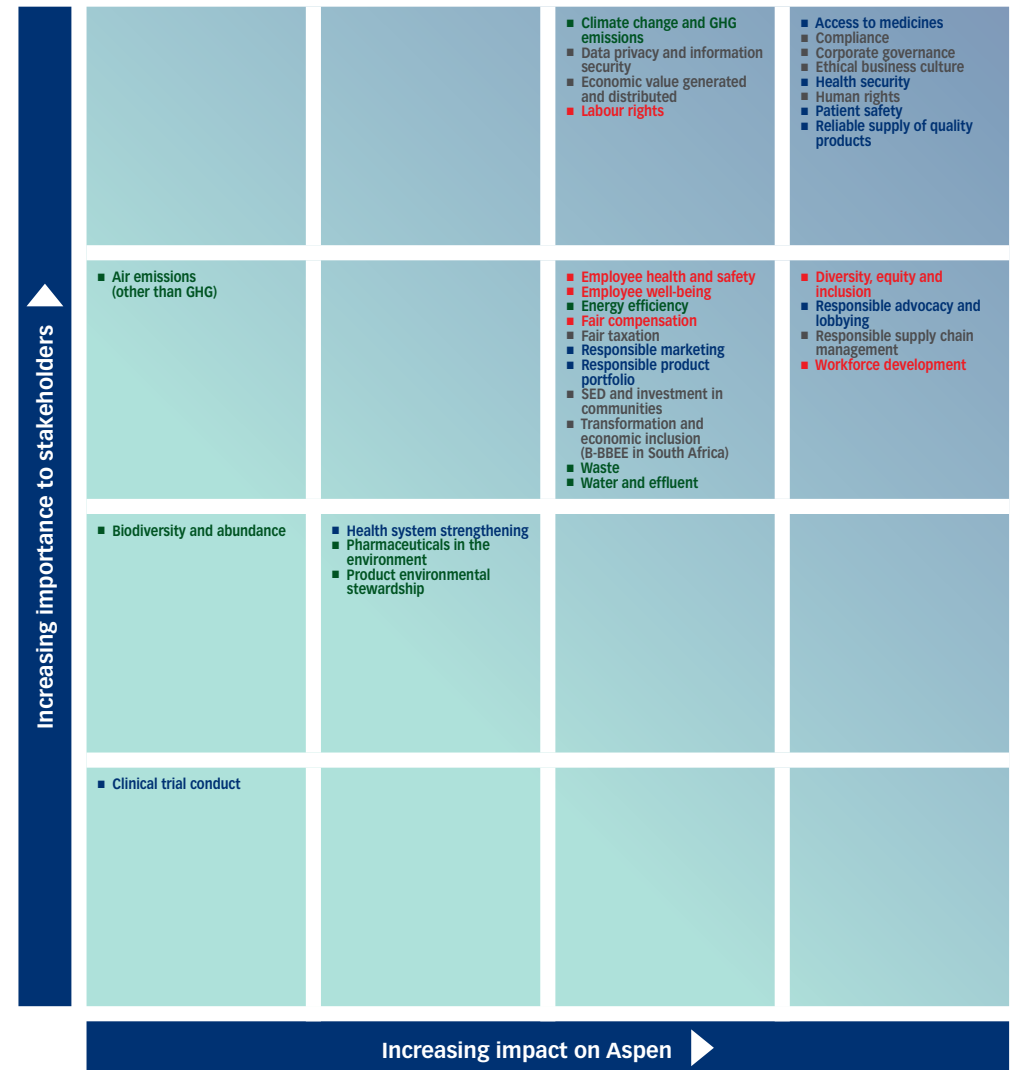 Increasing importance to stakeholders
■ Climate change and GHG
emissions
■ Data privacy and information
security
■ Economic value generated
and distributed
■ Labour rights
■ Access to medicines
■ Compliance
■ Corporate governance
■ Ethical business culture
■ Health security
■ Human rights
■ Patient safety
■ Reliable supply of quality
products
■ Air emissions
(other than GHG)
■ Employee health and safety
■ Employee well-being
■ Energy efficiency
■ Fair compensation
■ Fair taxation
■ Responsible marketing
■ Responsible product
portfolio
■ SED and investment in
communities
■ Transformation and
economic inclusion
(B-BBEE in South Africa)
■ Waste
■ Water and effluent
■ Diversity, equity and
inclusion
■ Responsible advocacy and
lobbying
■ Responsible supply chain
management
■ Workforce development
■ Biodiversity and abundance
■ Health system strengthening
■ Pharmaceuticals in the
environment
■ Product environmental
stewardship
■ Clinical trial conduct
Increasing impact on Aspen